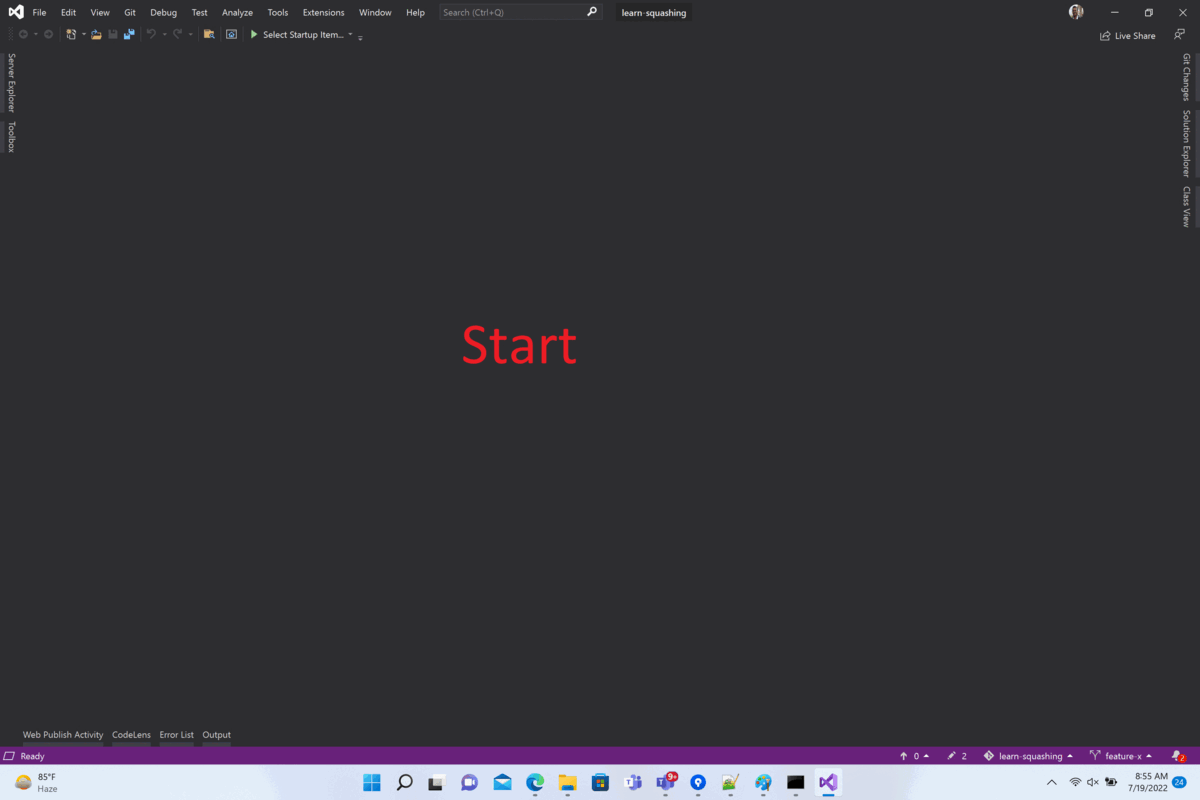 File Edit View Git Debug Test Analyze Tools Extensions Window Help Search (Ctrl+Q) learn-squashing
Select Startup Item... Live Share
Server Explorer
Toolbox
Git Changes
Solution Explorer
Class View
Start
Web Publish Activity CodeLens Error List Output
Ready 0 2 learn-squashing feature-x 2
85°F
Haze
9+
8:55 AM
7/19/2022
24